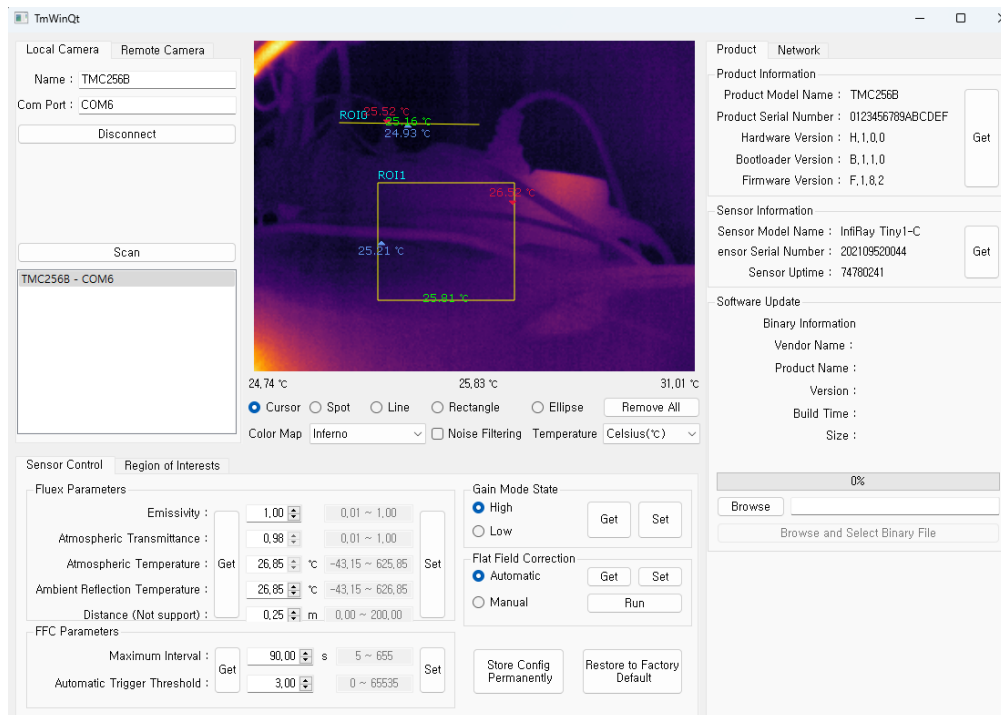 TmWinQt
Local Camera
Remote Camera
Name : TMC256B
Com Port : COM6
Disconnect
Scan
TMC256B - COM6
ROI0
25.52 ℃
25.16 ℃
24.93 ℃
ROI1
26.52 ℃
25.21 ℃
25.81 ℃
24,74 ℃
25,83 ℃
31,01 ℃
Cursor
Spot
Line
Rectangle
Ellipse
Remove All
Color Map
Inferno
Noise Filtering
Temperature
Celsius(℃)
Sensor Control
Region of Interests
Fluex Parameters
Emissivity : 1,00 0,01 ~ 1,00
Atmospheric Transmittance : 0,98 0,01 ~ 1,00
Atmospheric Temperature : 26,85 ℃ -43,15 ~ 625,85
Ambient Reflection Temperature : 26,85 ℃ -43,15 ~ 626,85
Distance (Not support) : 0,25 m 0,00 ~ 200,00
Get
Set
FFC Parameters
Maximum Interval : 90,00 s 5 ~ 655
Automatic Trigger Threshold : 3,00 0 ~ 65535
Get
Set
Gain Mode State
High
Low
Get
Set
Flat Field Correction
Automatic
Get
Set
Manual
Run
Store Config
Permanently
Restore to Factory
Default
Product
Network
Product Information
Product Model Name : TMC256B
Product Serial Number : 0123456789ABCDEF
Hardware Version : H,1,0,0
Bootloader Version : B,1,1,0
Firmware Version : F,1,8,2
Get
Sensor Information
Sensor Model Name : InfiRay Tiny1-C
ensor Serial Number : 202109520044
Sensor Uptime : 74780241
Get
Software Update
Binary Information
Vendor Name :
Product Name :
Version :
Build Time :
Size :
0%
Browse
Browse and Select Binary File